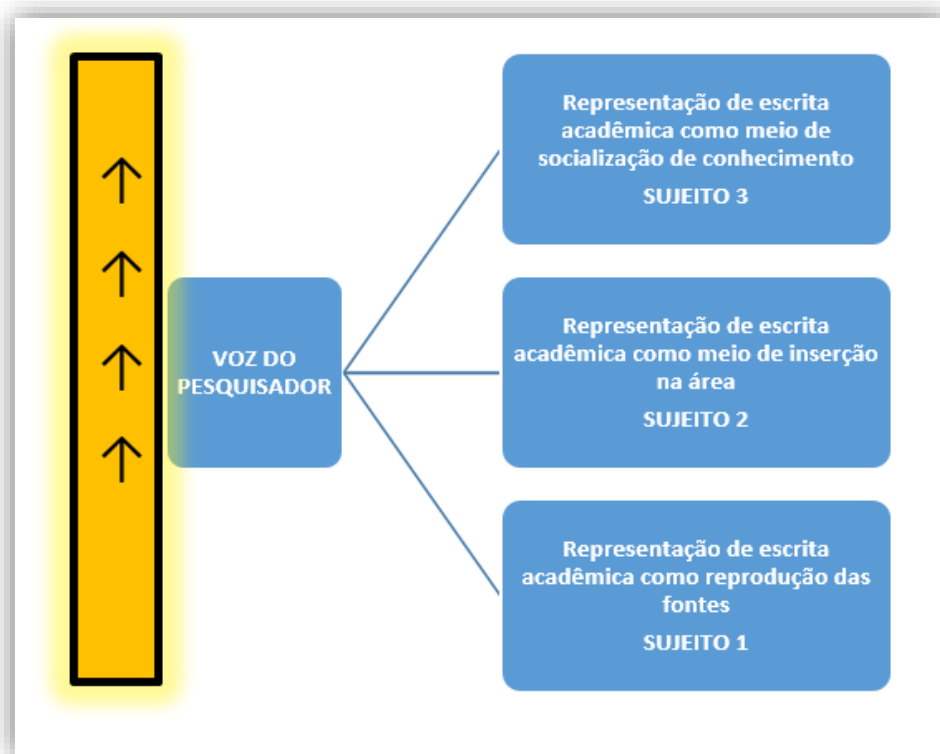 Representação de escrita
acadêmica como meio de
socialização de conhecimento
SUJEITO 3
VOZ DO
PESQUISADOR
Representação de escrita
acadêmica como meio de inserção
na área
SUJEITO 2
Representação de escrita
acadêmica como reprodução das
fontes
SUJEITO 1